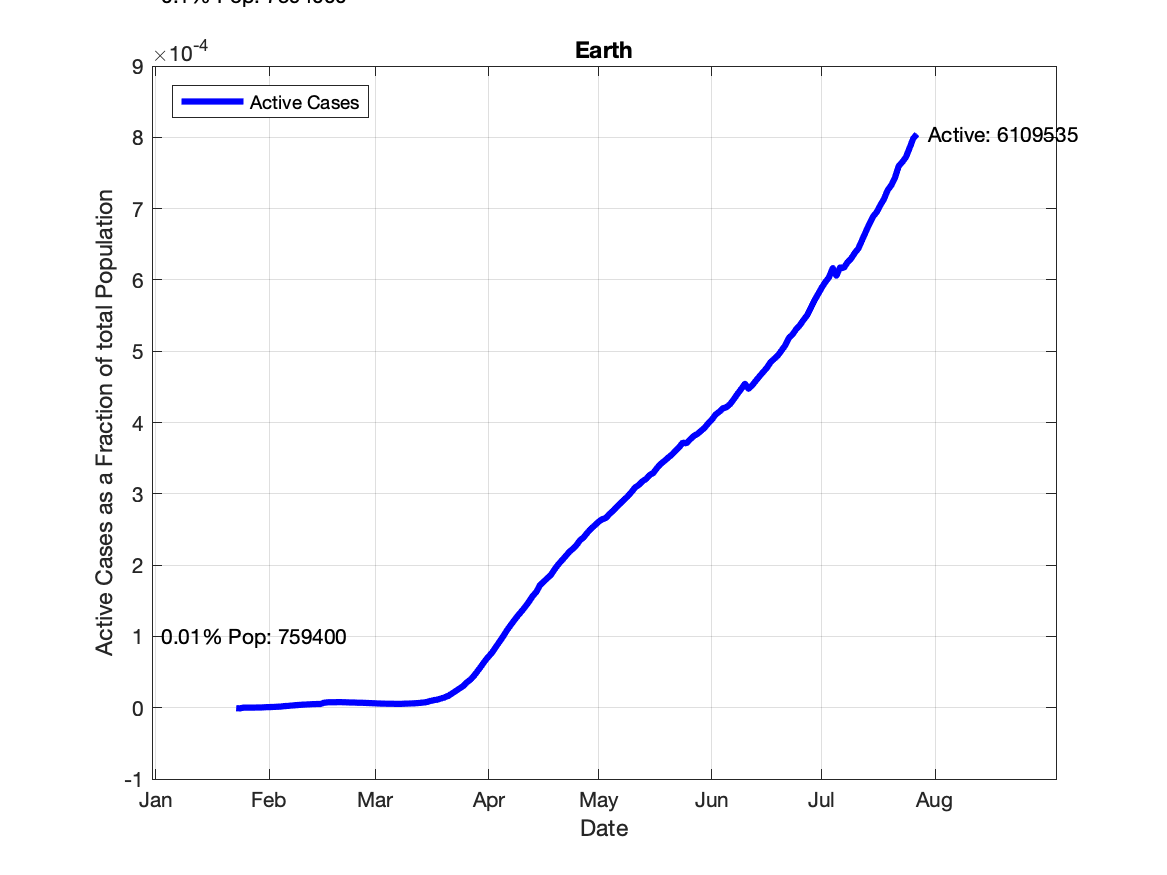 Earth
×10-4
9
8
7
6
5
4
3
2
1
0
-1
Active Cases
Active: 6109535
0.01% Pop: 759400
Active Cases as a Fraction of total Population
Jan Feb Mar Apr May Jun Jul Aug
Date